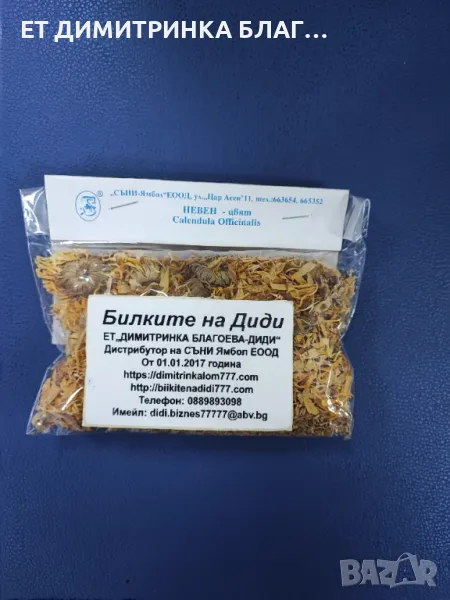 ЕТ ДИМИТРИНКА БЛАГ...
„СЪНИ-Ямбол“ЕООД, ул.„Цар Асен“11, тел.:663654, 665352
НЕВЕН - цвят
Calendula Officinalis
Билките на Диди
ЕТ„ДИМИТРИНКА БЛАГОЕВА-ДИДИ“
Дистрибутор на СЪНИ Ямбол ЕООД
От 01.01.2017 година
https://dimitrinkalom777.com
http://biikitenadidi777.com
Телефон: 0889893098
Имейл: didi.biznes77777@abv.bg
BAZAR.bg